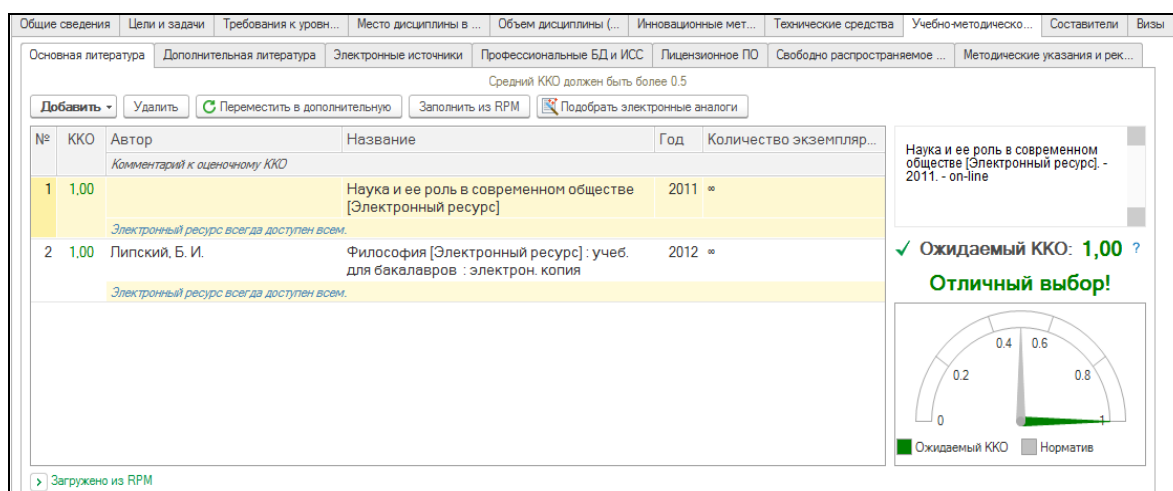 Общие сведения Цели и задачи Требования к уровн... Место дисциплины в ... Объем дисциплины (... Инновационные мет... Технические средства Учебно-методическо... Составители Визы
Основная литература Дополнительная литература Электронные источники Профессиональные БД и ИСС Лицензионное ПО Свободно распространяемое ... Методические указания и рек...
Средний ККО должен быть более 0.5
Добавить Удалить Переместить в дополнительную Заполнить из RPM Подобрать электронные аналоги
№ ККО Автор Название Год Количество экземпляр...
Комментарий к оценочному ККО
1 1,00 Наука и ее роль в современном обществе 2011 ∞
[Электронный ресурс]
Электронный ресурс всегда доступен всем.
2 1,00 Липский, Б. И. Философия [Электронный ресурс] : учеб. 2012 ∞
для бакалавров : электрон. копия
Электронный ресурс всегда доступен всем.
Наука и ее роль в современном
обществе [Электронный ресурс]. -
2011. - on-line
Ожидаемый ККО: 1,00 ?
Отличный выбор!
0.4 0.6
0.2 0.8
0 1
Ожидаемый ККО Норматив
Загружено из RPM